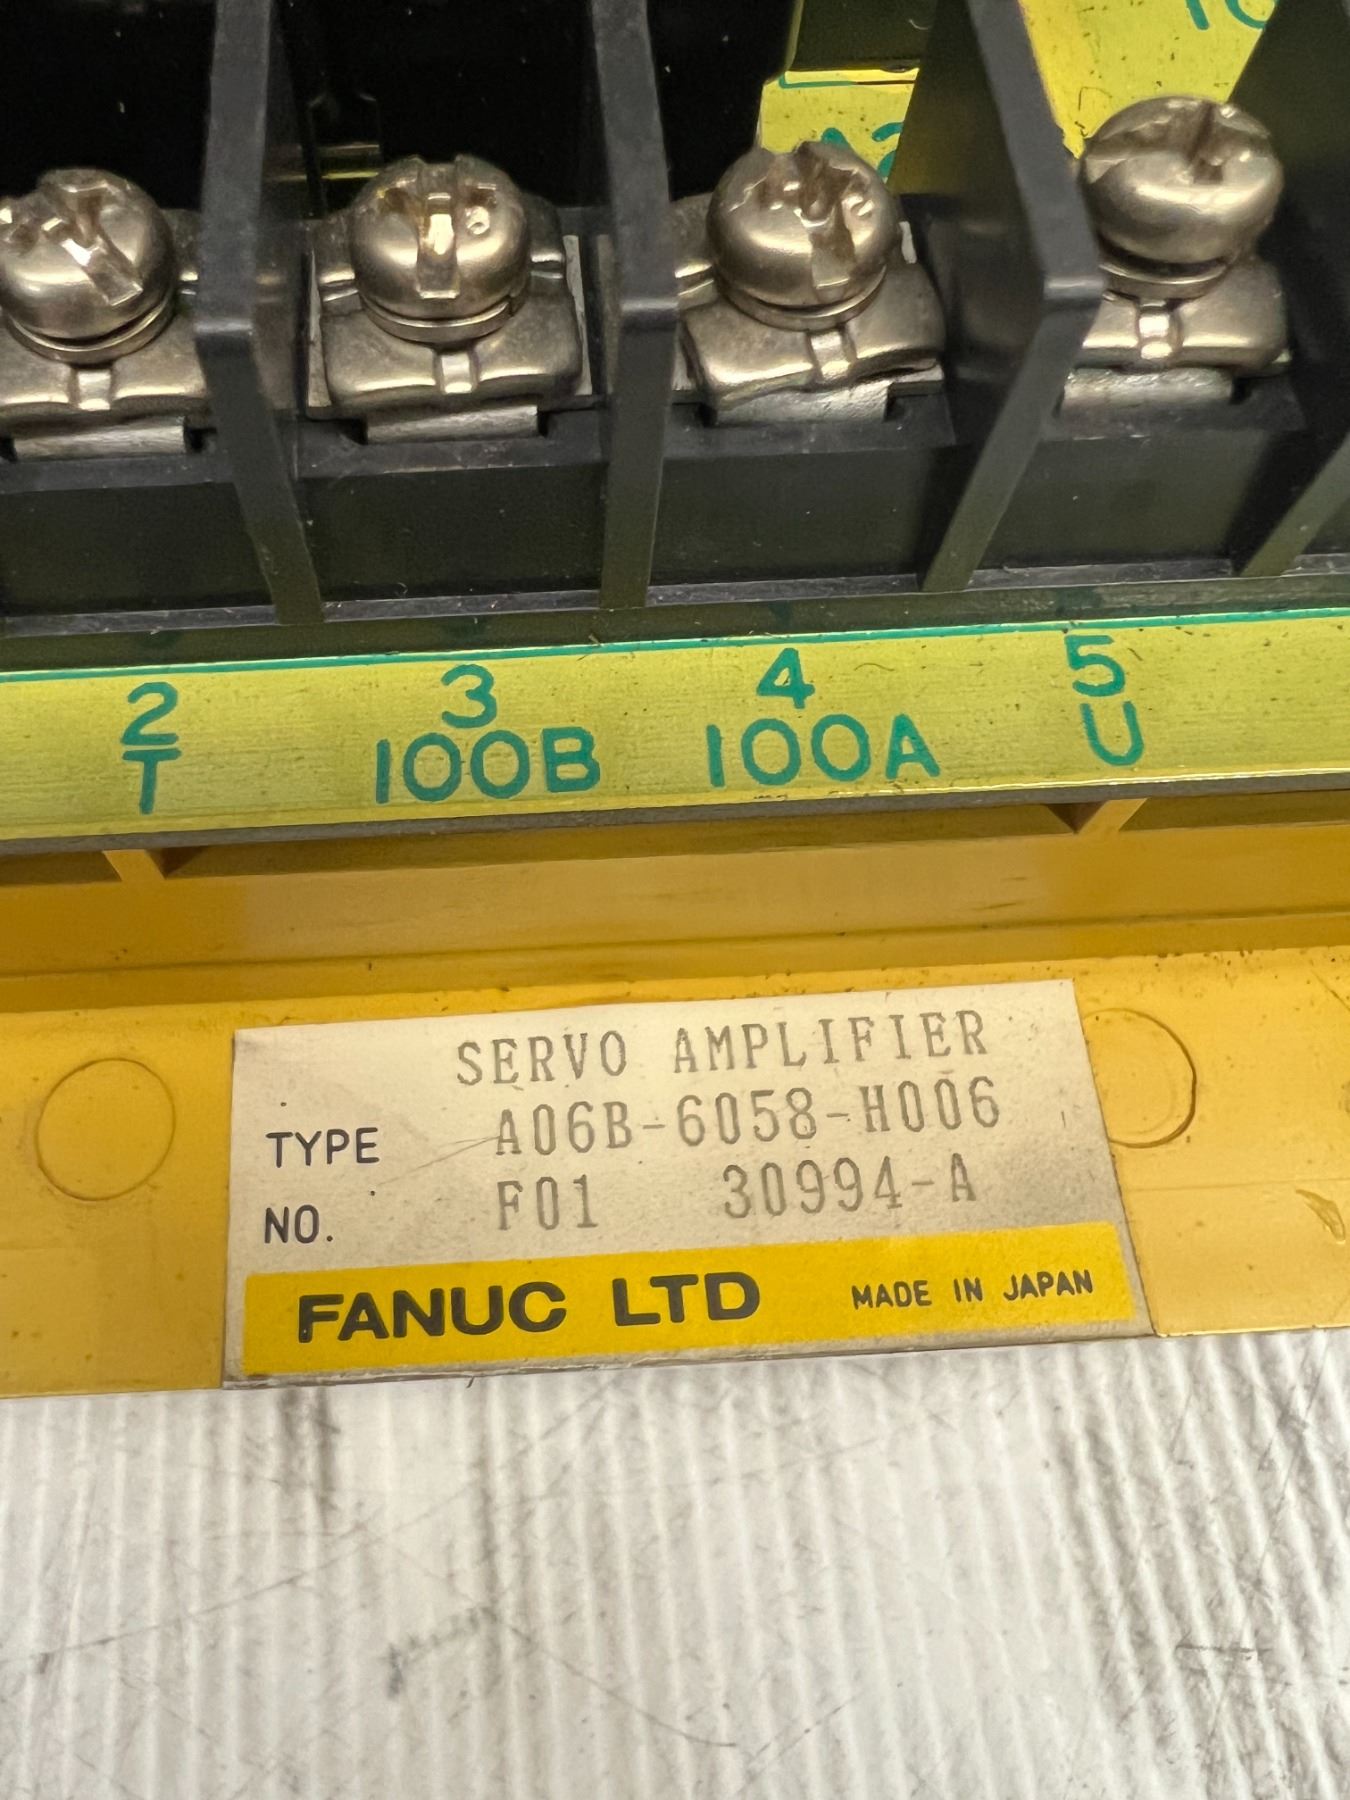 2 3 4 5
T 100B 100A U
SERVO AMPLIFIER
TYPE A06B-6058-H006
NO. F01 30994-A
FANUC LTD MADE IN JAPAN